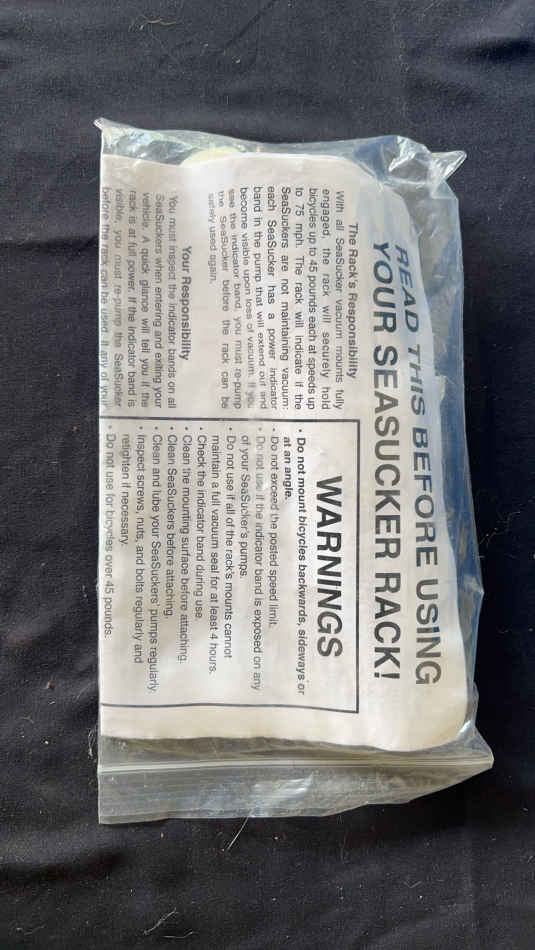 READ THIS BEFORE USING
YOUR SEASUCKER RACK!
The Rack's Responsibility
With all SeaSucker vacuum mounts fully
engaged, the rack will securely hold
bicycles up to 45 pounds each at speeds up
to 75 mph. The rack will indicate if the
SeaSuckers are not maintaining vacuum:
each SeaSucker has a power indicator
band in the pump that will extend out and
become visible upon loss of vacuum. If you
see the indicator band, you must re-pump
the SeaSucker before the rack can be
safely used again.
Your Responsibility
You must inspect the indicator bands on all
SeaSuckers when entering and exiting your
vehicle. A quick glance will tell you if the
rack is at full power. If the indicator band is
visible, you must re-pump the SeaSucker
before the rack can be used. If any of your
WARNINGS
• Do not mount bicycles backwards, sideways or
at an angle.
• Do not exceed the posted speed limit.
• Do not use if the indicator band is exposed on any
of your SeaSucker's pumps.
• Do not use if all of the rack's mounts cannot
maintain a full vacuum seal for at least 4 hours.
• Check the indicator band during use.
• Clean the mounting surface before attaching.
• Clean SeaSuckers before attaching.
• Clean and lube your SeaSuckers' pumps regularly.
• Inspect screws, nuts, and bolts regularly and
retighten if necessary.
• Do not use for bicycles over 45 pounds.